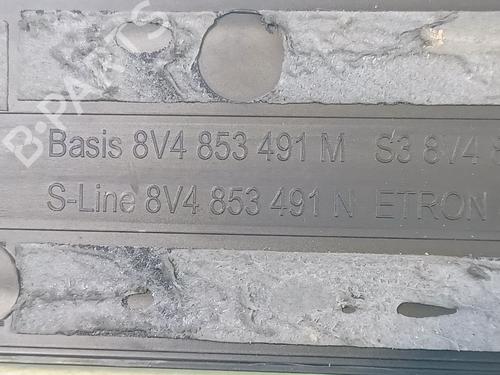 B-PARTS
Basis 8V4 853 491 M S3 8V4
S-Line 8V4 853 491 N ETRON